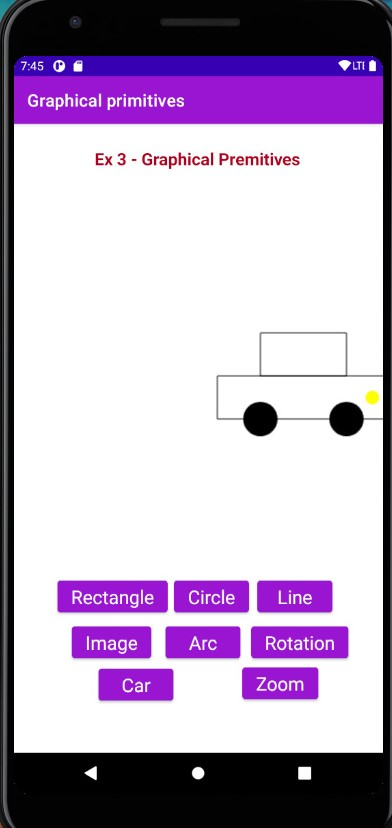 7:45 LTE
Graphical primitives
Ex 3 - Graphical Premitives
Rectangle Circle Line
Image Arc Rotation
Car Zoom